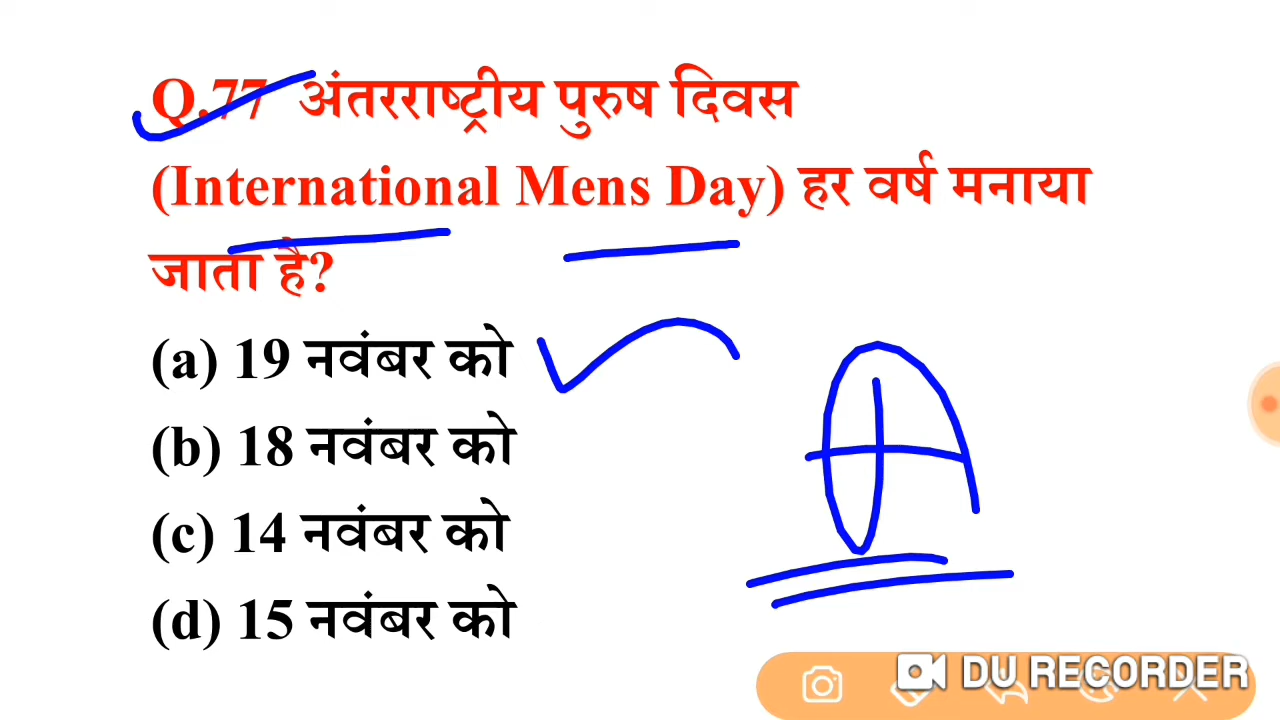 Q.77 अंतरराष्ट्रीय पुरुष दिवस
(International Mens Day) हर वर्ष मनाया
जाता है?
(a) 19 नवंबर को
(b) 18 नवंबर को
(c) 14 नवंबर को
(d) 15 नवंबर को
A
DU RECORDER